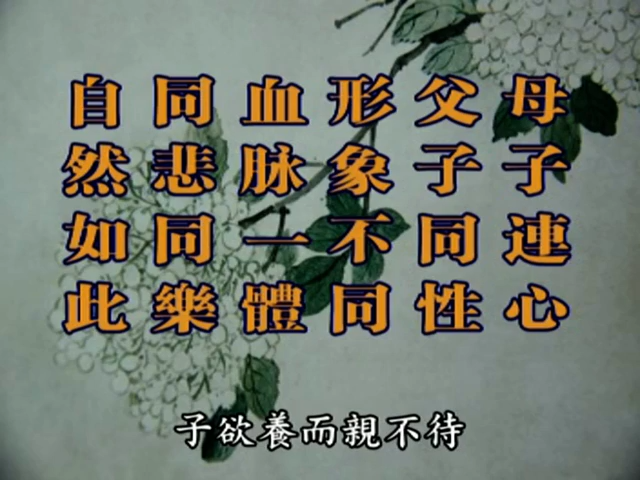 母子連心
父子同性
形象不同
血脉一體
同悲同樂
自然如此
子欲養而親不待